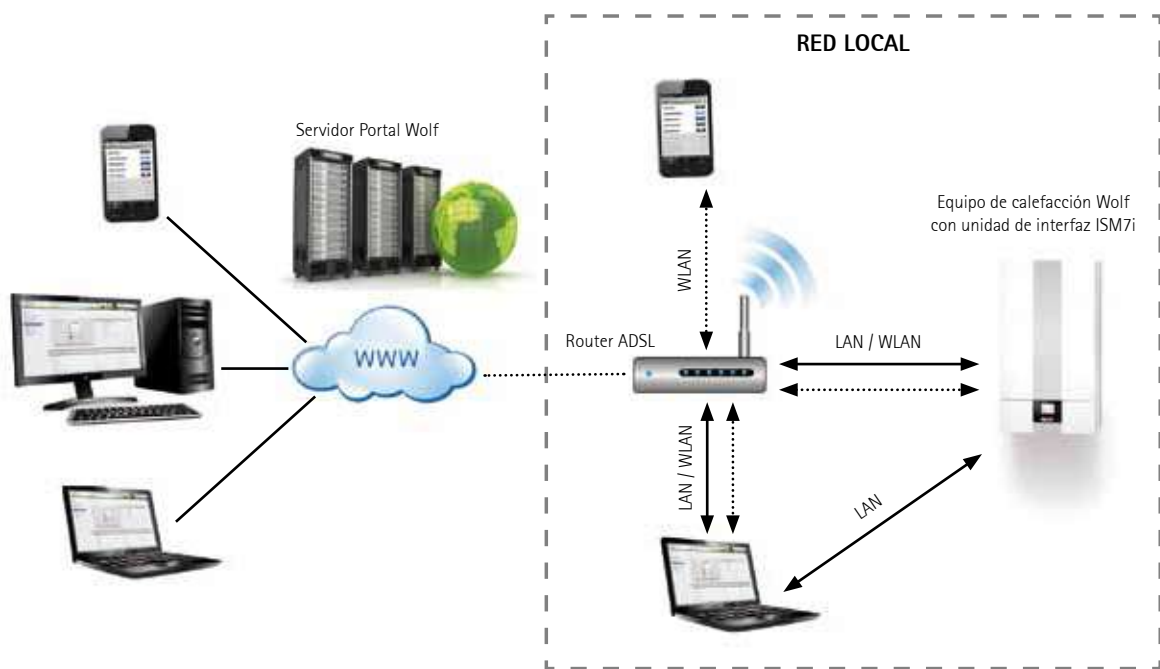 RED LOCAL
Servidor Portal Wolf
Equipo de calefacción Wolf
con unidad de interfaz ISM7i
WLAN
Router ADSL
LAN / WLAN
WWW
LAN / WLAN
LAN